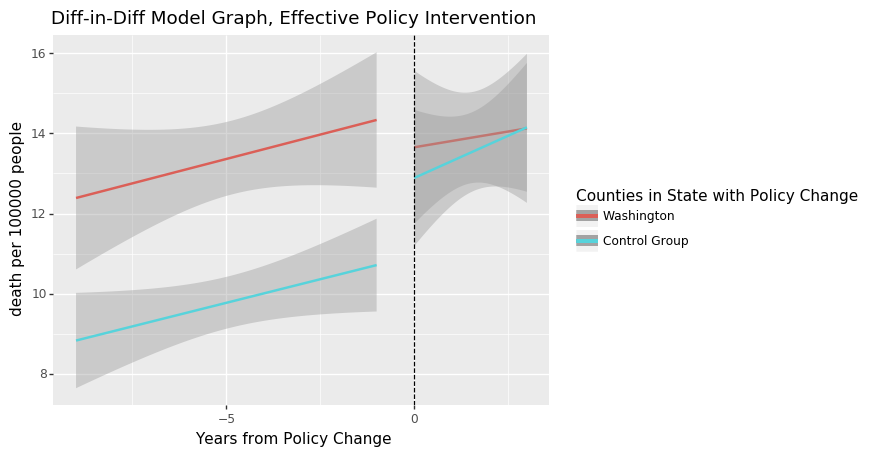 Diff-in-Diff Model Graph, Effective Policy Intervention
16
14
12
10
8
death per 100000 people
−5
0
Years from Policy Change
Counties in State with Policy Change
Washington
Control Group